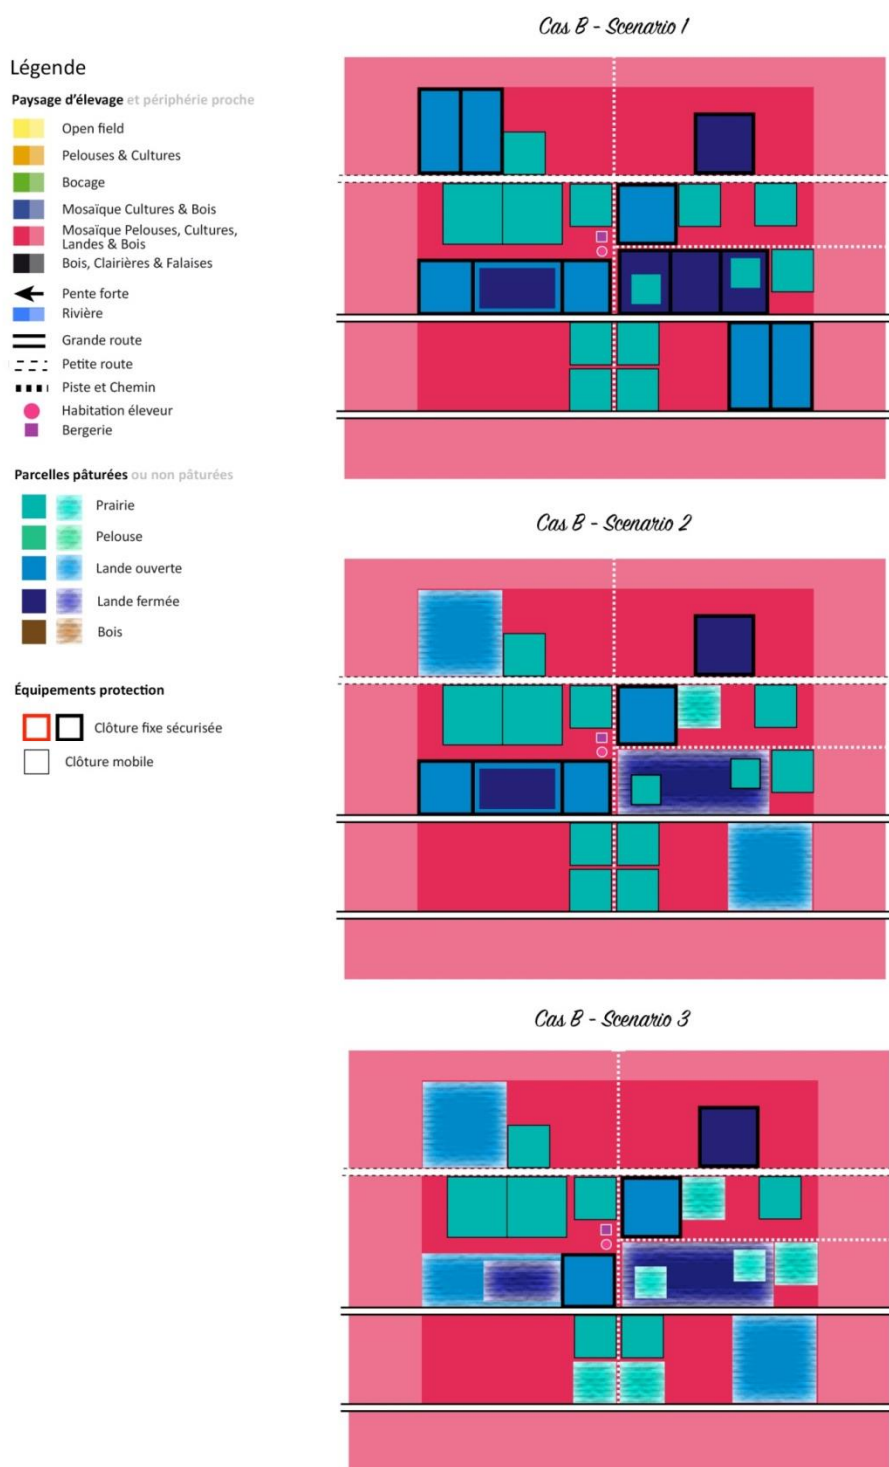 Cas B - Scenario 1
Légende
Paysage d'élevage et périphérie proche
Open field
Pelouses & Cultures
Bocage
Mosaïque Cultures & Bois
Mosaïque Pelouses, Cultures,
Landes & Bois
Bois, Clairières & Falaises
Pente forte
Rivière
Grande route
Petite route
Piste et Chemin
Habitation éleveur
Bergerie
Parcelles pâturées ou non pâturées
Prairie
Pelouse
Lande ouverte
Lande fermée
Bois
Équipements protection
Clôture fixe sécurisée
Clôture mobile
Cas B - Scenario 2
Cas B - Scenario 3